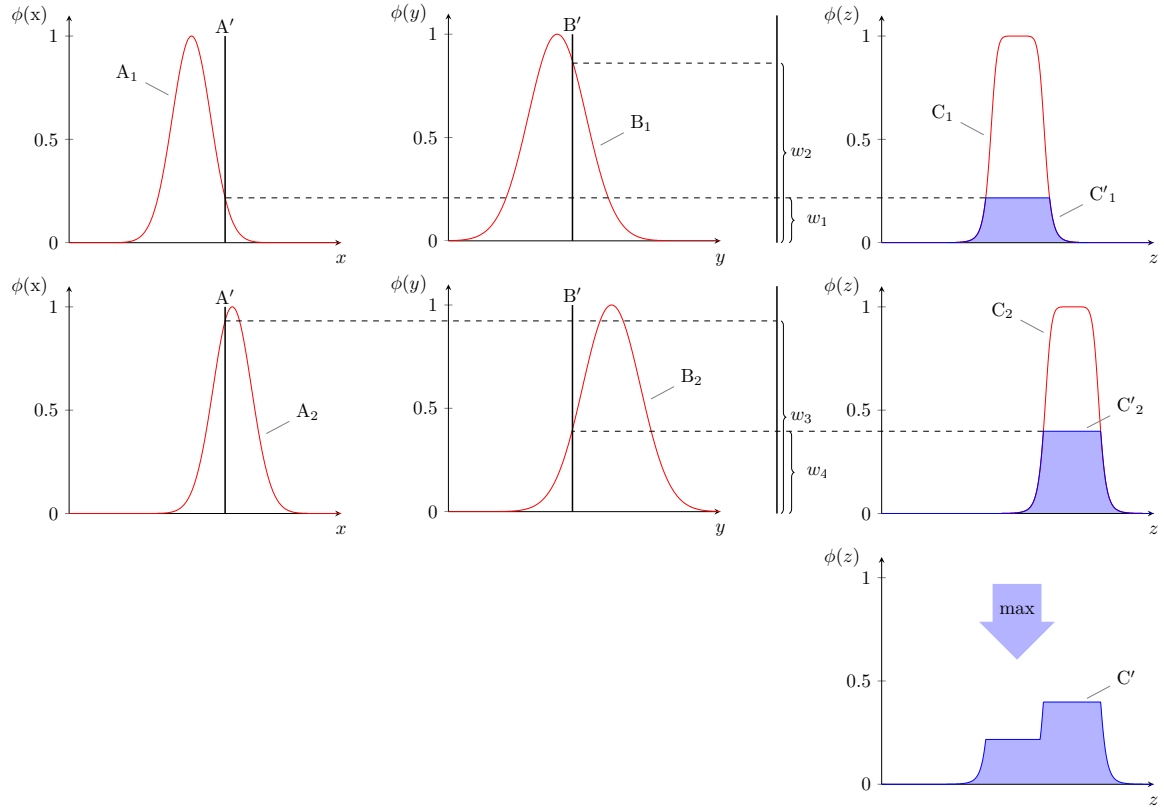 ϕ(x)
1
0.5
0
A′
A₁
x
ϕ(y)
1
0.5
0
B′
B₁
y
w₂
w₁
ϕ(z)
1
0.5
0
C₁
C′₁
z
ϕ(x)
1
0.5
0
A′
A₂
x
ϕ(y)
1
0.5
0
B′
B₂
y
w₃
w₄
ϕ(z)
1
0.5
0
C₂
C′₂
z
ϕ(z)
1
0.5
0
max
C′
z